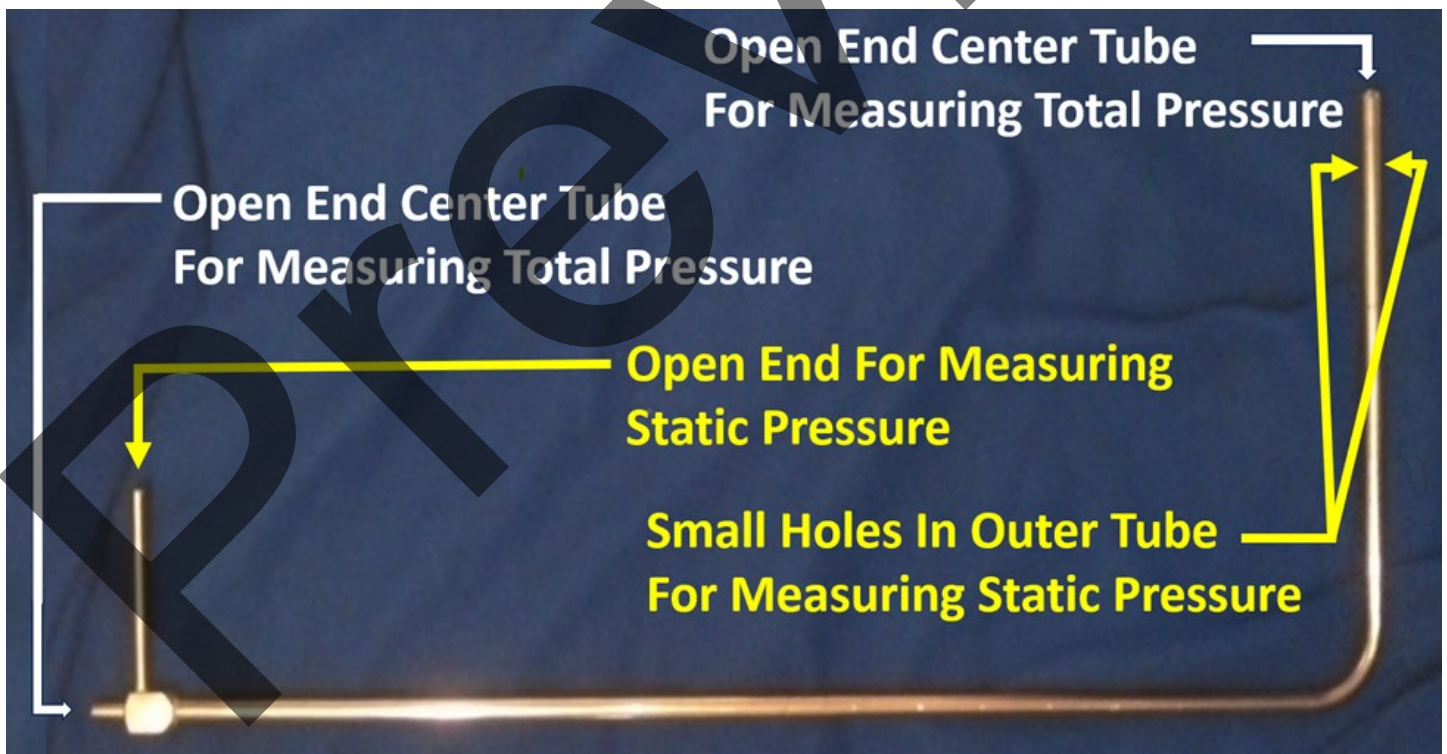 Open End Center Tube
For Measuring Total Pressure
Open End Center Tube
For Measuring Total Pressure
Open End For Measuring
Static Pressure
Small Holes In Outer Tube
For Measuring Static Pressure